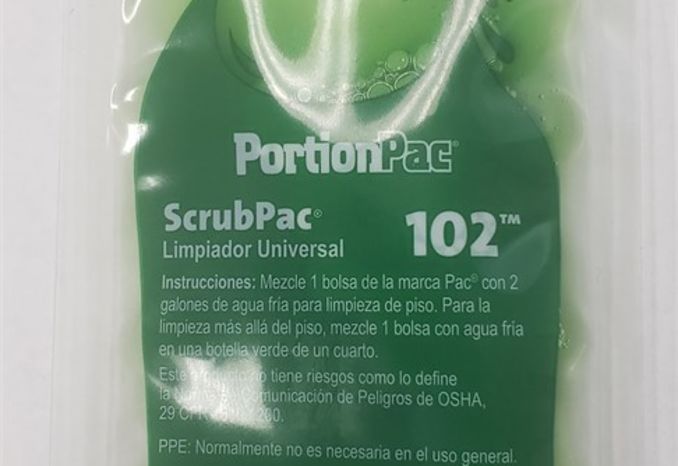 PortionPac®
ScrubPac® 102™
Limpiador Universal
Instrucciones: Mezcle 1 bolsa de la marca Pac® con 2
galones de agua fría para limpieza de piso. Para la
limpieza más allá del piso, mezcle 1 bolsa con agua fría
en una botella verde de un cuarto.
Este no tiene riesgos como lo define
la Comunicación de Peligros de OSHA,
29
PPE: Normalmente no es necesaria en el uso general.